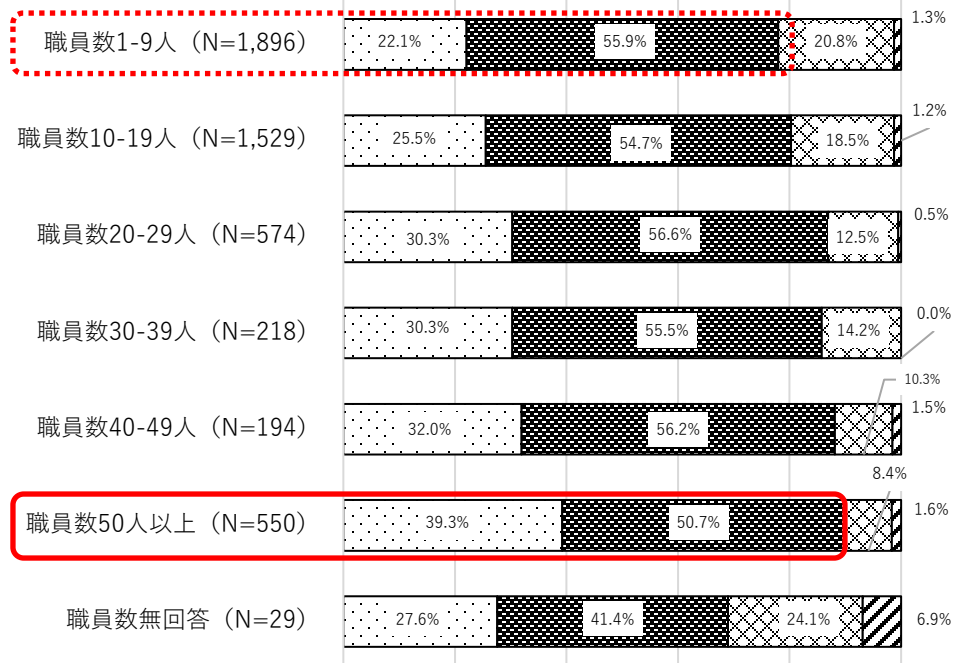 職員数1-9人（N=1,896） 22.1% 55.9% 20.8% 1.3%
職員数10-19人（N=1,529） 25.5% 54.7% 18.5% 1.2%
職員数20-29人（N=574） 30.3% 56.6% 12.5% 0.5%
職員数30-39人（N=218） 30.3% 55.5% 14.2% 0.0%
職員数40-49人（N=194） 32.0% 56.2% 10.3% 1.5%
職員数50人以上（N=550） 39.3% 50.7% 8.4% 1.6%
職員数無回答（N=29） 27.6% 41.4% 24.1% 6.9%